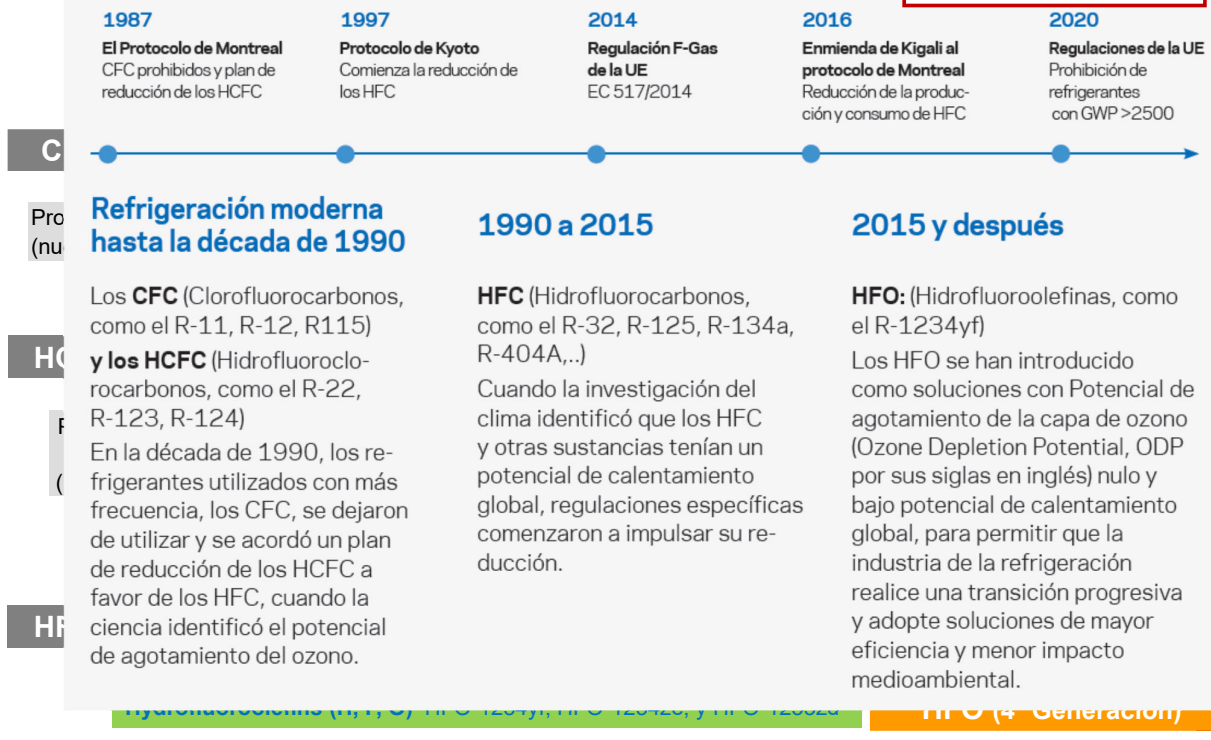 1987
El Protocolo de Montreal
CFC prohibidos y plan de
reducción de los HCFC
1997
Protocolo de Kyoto
Comienza la reducción de
los HFC
2014
Regulación F-Gas
de la UE
EC 517/2014
2016
Enmienda de Kigali al
protocolo de Montreal
Reducción de la produc-
ción y consumo de HFC
2020
Regulaciones de la UE
Prohibición de
refrigerantes
con GWP >2500
C
Pro
(nu
HC
(
HF
Refrigeración moderna
hasta la década de 1990
Los CFC (Clorofluorocarbonos,
como el R-11, R-12, R115)
y los HCFC (Hidrofluoroclo-
rocarbonos, como el R-22,
R-123, R-124)
En la década de 1990, los re-
frigerantes utilizados con más
frecuencia, los CFC, se dejaron
de utilizar y se acordó un plan
de reducción de los HCFC a
favor de los HFC, cuando la
ciencia identificó el potencial
de agotamiento del ozono.
1990 a 2015
HFC (Hidrofluorocarbonos,
como el R-32, R-125, R-134a,
R-404A,..)
Cuando la investigación del
clima identificó que los HFC
y otras sustancias tenían un
potencial de calentamiento
global, regulaciones específicas
comenzaron a impulsar su re-
ducción.
2015 y después
HFO: (Hidrofluoroolefinas, como
el R-1234yf)
Los HFO se han introducido
como soluciones con Potencial de
agotamiento de la capa de ozono
(Ozone Depletion Potential, ODP
por sus siglas en inglés) nulo y
bajo potencial de calentamiento
global, para permitir que la
industria de la refrigeración
realice una transición progresiva
y adopte soluciones de mayor
eficiencia y menor impacto
medioambiental.
HFO (4ª Generación)